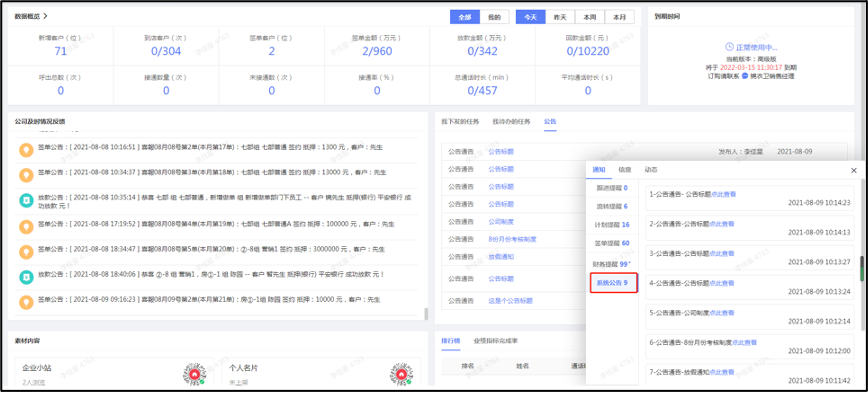 数据概览 >
全部 我的 今天 昨天 本周 本月
新增客户（位） 到访客户（次） 签单客户（位） 签单金额（万元） 放款金额（万元） 回款金额（元）
71 0/304 2 2/960 0/342 0/10220
呼出总数（次） 接通数量（次） 未接通数（次） 接通率（%） 总通话时长（min） 平均通话时长（s）
0 0 0 0 0/457 0
到期时间
正常使用中...
当前版本：高级版
将于 2022-03-15 11:30:17 到期
订购请联系 销售经理
公司及时情况反馈
签单公告：[ 2021-08-08 10:16:51 ] 喜报08月08号第2单(本月第17单)：七部组 七部普通 签约 抵押：1300 元，客户：先生
签单公告：[ 2021-08-08 10:34:37 ] 喜报08月08号第3单(本月第18单)：七部组 七部普通 签约 抵押：13000 元，客户：先生
放款公告：[ 2021-08-08 10:35:14 ] 恭喜 七部 组 七部普通，新增做单 组 新增做单部门下员工 -- 客户 先生 抵押(银行) 平安银行 成功放款 元！
签单公告：[ 2021-08-08 17:19:52 ] 喜报08月08号第4单(本月第19单)：七部组 七部普通A 签约 抵押：100000 元，客户：先生
签单公告：[ 2021-08-08 18:34:47 ] 喜报08月08号第5单(本月第20单)：①-8组 营销1 签约 抵押：3000000 元，客户：先生
放款公告：[ 2021-08-08 18:40:06 ] 恭喜 ①-8 组 营销1，房①-1 组 陈园 -- 客户 先生 抵押(银行) 平安银行 成功放款 元！
签单公告：[ 2021-08-09 09:16:23 ] 喜报08月09号第2单(本月第21单)：房①-1组 陈园 签约 抵押：10000 元，客户：先生
我下发的任务 我待办的任务 公告
公告通告 公告标题 发布人： 2021-08-09
公告通告 公告标题
公告通告 公告标题
公告通告 公告标题
公告通告 公司制度
公告通告 8份月份考核制度
公告通告 放假通知
公告通告 公告标题
公告通告 这是个公告标题
通知 信息 动态
跟进提醒 0
流转提醒 6
计划提醒 16
签单提醒 60
财务提醒 99+
系统公告 9
1-公告通告- 公告标题点此查看
2021-08-09 10:14:23
2-公告通告-公告标题点此查看
2021-08-09 10:14:13
3-公告通告-公告标题点此查看
2021-08-09 10:13:27
4-公告通告-公告标题点此查看
2021-08-09 10:13:24
5-公告通告-公司制度点此查看
2021-08-09 10:12:14
6-公告通告-8份月份考核制度点此查看
2021-08-09 10:12:00
7-公告通告-放假通知点此查看
2021-08-09 10:11:42
素材内容
企业小站
2人浏览
个人名片
未上架
排行榜 业绩指标完成率
排名 姓名